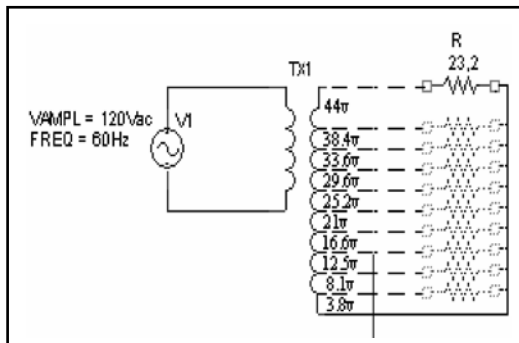 R
23,2
TX1
VAMPL = 120Vac
FREQ = 60Hz
V1
44v
38.4v
33.6v
29.6v
25.2v
21v
16.6v
12.5v
8.1v
3.8v